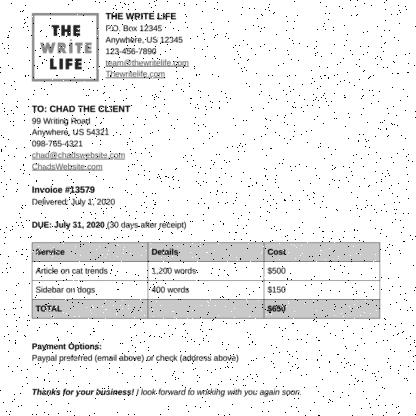 THE
WRITE
LIFE
THE WRITE LIFE
P.O. Box 12345
Anywhere, US 12345
123-456-7890
team@thewritelife.com
Thewritelife.com
TO: CHAD THE CLIENT
99 Writing Road
Anywhere, US 54321
098-765-4321
chad@chadswebsite.com
ChadsWebsite.com
Invoice #13579
Delivered: July 1, 2020
DUE: July 31, 2020 (30 days after receipt)
Service Details Cost
Article on cat trends 1,200 words $500
Sidebar on dogs 400 words $150
TOTAL $650
Payment Options:
Paypal preferred (email above) or check (address above)
Thanks for your business! I look forward to writing with you again soon.